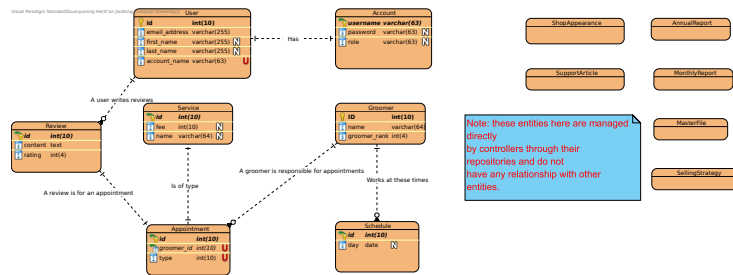 Visual Paradigm Standard
User
id int(10)
email_address varchar(255)
first_name varchar(255) N
last_name varchar(255) N
account_name varchar(63) U
Has
Account
username varchar(63)
password varchar(63) N
role varchar(63) N
ShopAppearance
AnnualReport
SupportArticle
MonthlyReport
MasterFile
SellingStrategy
Note: these entities here are managed
directly
by controllers through their
repositories and do not
have any relationship with other
entities.
A user writes reviews
Review
id int(10)
content text
rating int(4)
Service
id int(10)
fee int(10) N
name varchar(64) N
Groomer
ID int(10)
name varchar(64)
groomer_rank int(4)
A review is for an appointment
Is of type
A groomer is responsible for appointments
Works at these times
Appointment
id int(10)
groomer_id int(10) U
type int(10) U
Schedule
id int(10)
day date N